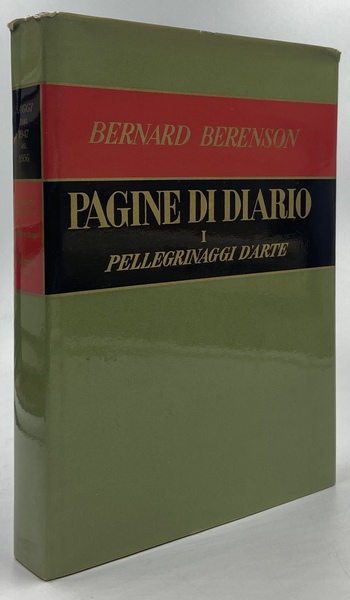 BERNARD BERENSON
PAGINE DI DIARIO
I
PELLEGRINAGGI D'ARTE